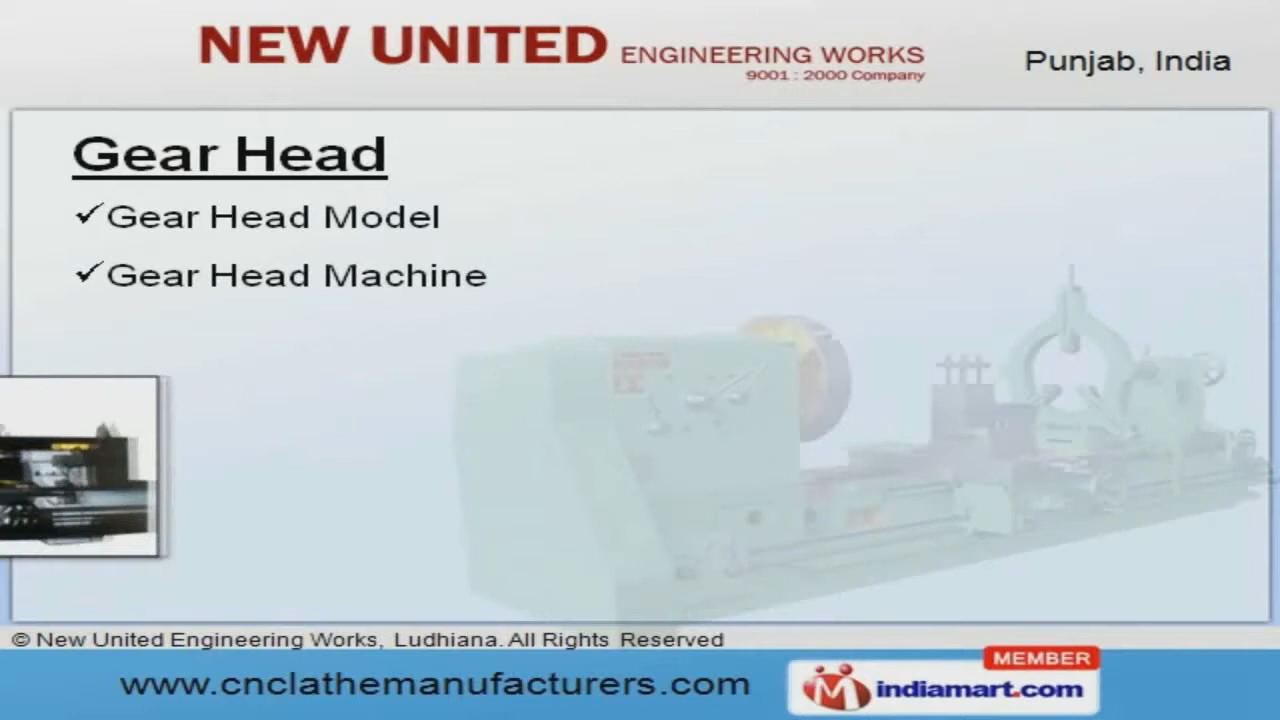 NEW UNITED ENGINEERING WORKS
9001 : 2000 Company
Punjab, India
Gear Head
✓Gear Head Model
✓Gear Head Machine
© New United Engineering Works, Ludhiana. All Rights Reserved
www.cnclathemanufacturers.com
MEMBER
indiamart.com